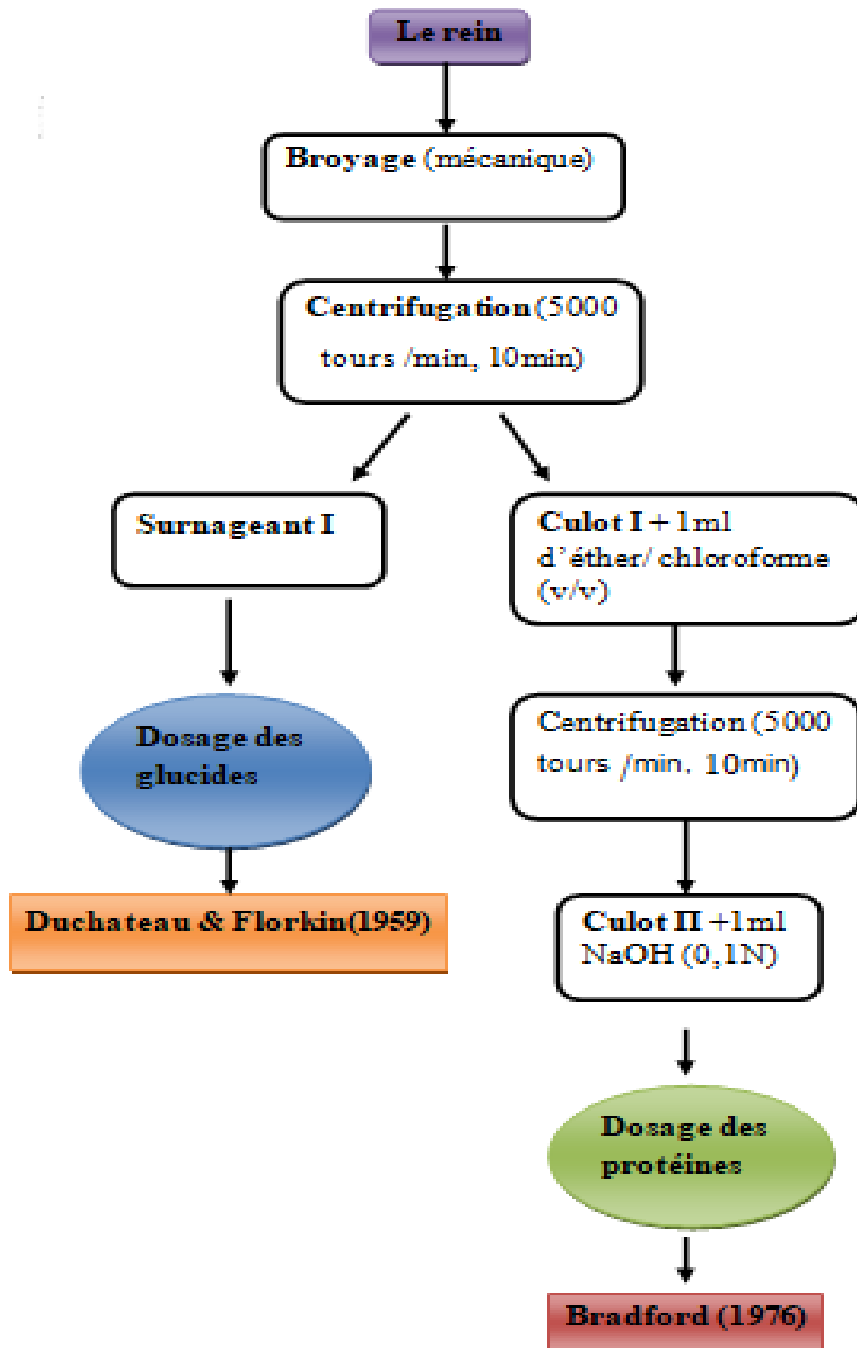 Le rein
Broyage (mécanique)
Centrifugation (5000
tours /min, 10min)
Surnageant I
Culot I + 1ml
d’éther/ chloroforme
(v/v)
Dosage des
glucides
Centrifugation (5000
tours /min. 10min)
Duchateau & Florkin(1959)
Culot II +1ml
NaOH (0,1N)
Dosage des
protéines
Bradford (1976)